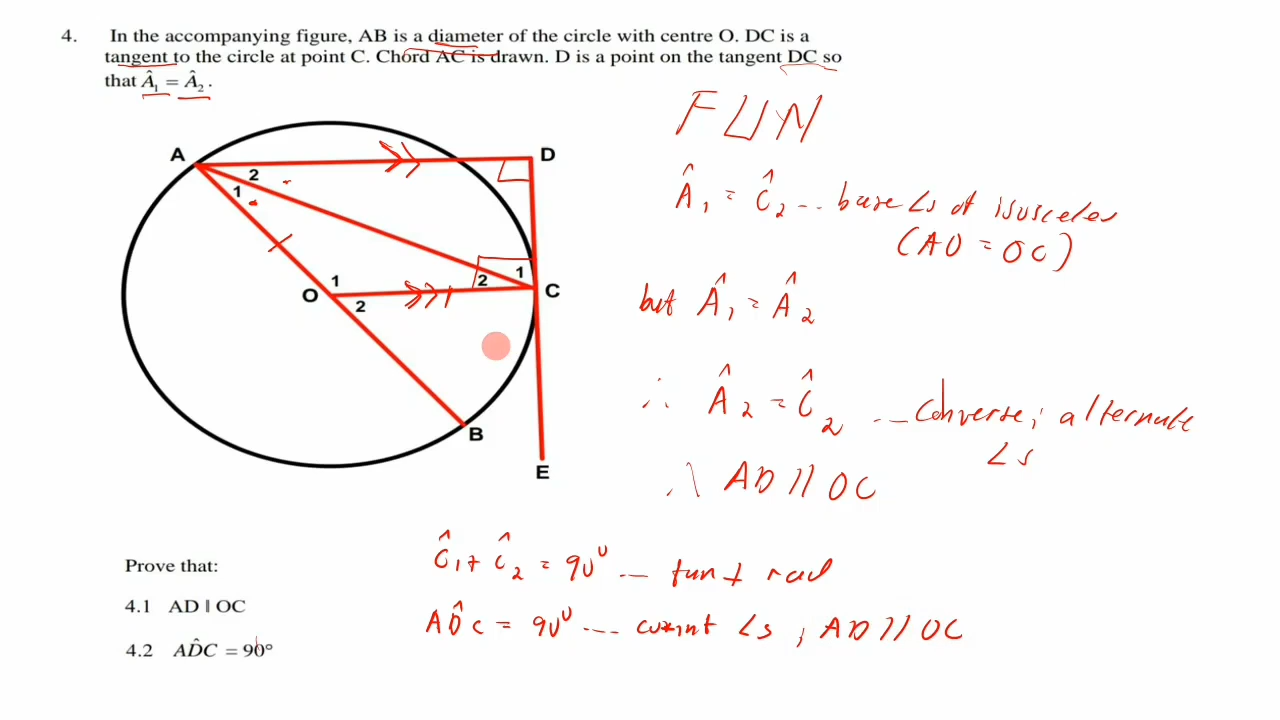 4. In the accompanying figure, AB is a diameter of the circle with centre O. DC is a
tangent to the circle at point C. Chord AC is drawn. D is a point on the tangent DC so
that Â₁ = Â₂.
FUN
A
D
2
1
1
2
1
O
2
C
B
E
Â₁ = Ĉ₂ ... base ∠s of isosceles
(AO = OC)
but Â₁ = Â₂
∴ Â₂ = Ĉ₂ ... Converse, alternate
∠s
∴ AD // OC
Ĉ₁ + Ĉ₂ = 90° ... tan ⊥ rad
AD̂C = 90° ... coint ∠s, AD // OC
Prove that:
4.1 AD ∥ OC
4.2 AD̂C = 90°